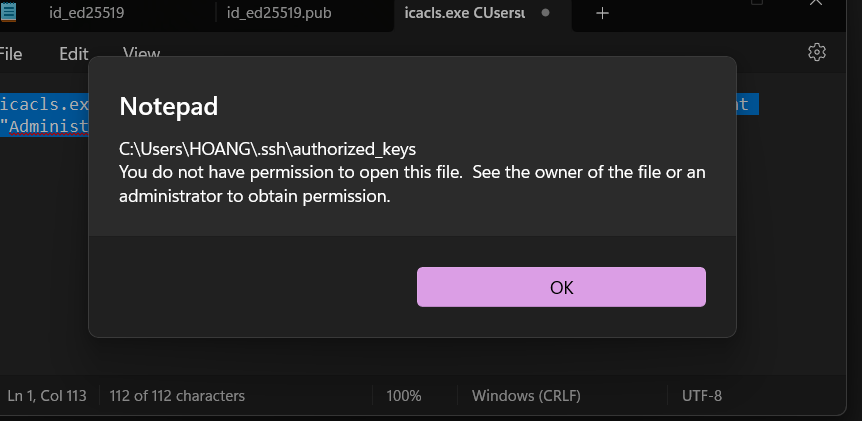 id_ed25519
id_ed25519.pub
icacls.exe CUsersu
File
Edit
View
icacls.ex
"Administ
Notepad
C:\Users\HOANG\.ssh\authorized_keys
You do not have permission to open this file.  See the owner of the file or an
administrator to obtain permission.
OK
Ln 1, Col 113
112 of 112 characters
100%
Windows (CRLF)
UTF-8